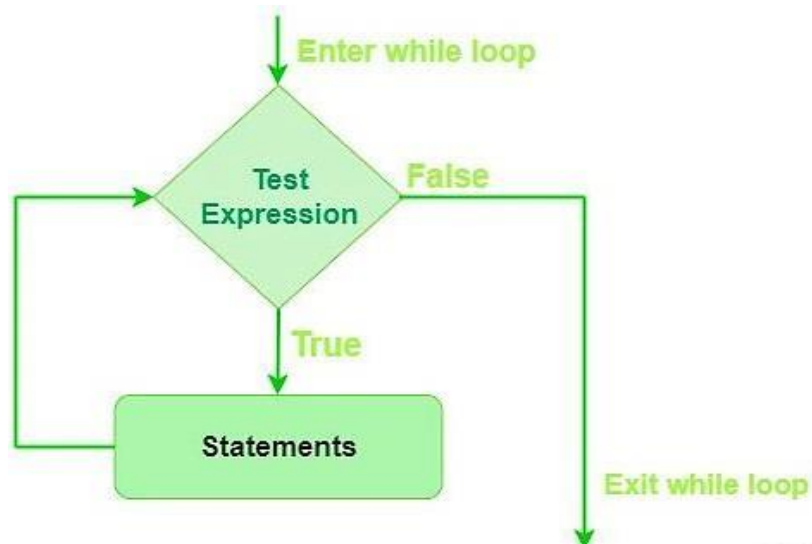 Enter while loop
Test
Expression
False
True
Statements
Exit while loop